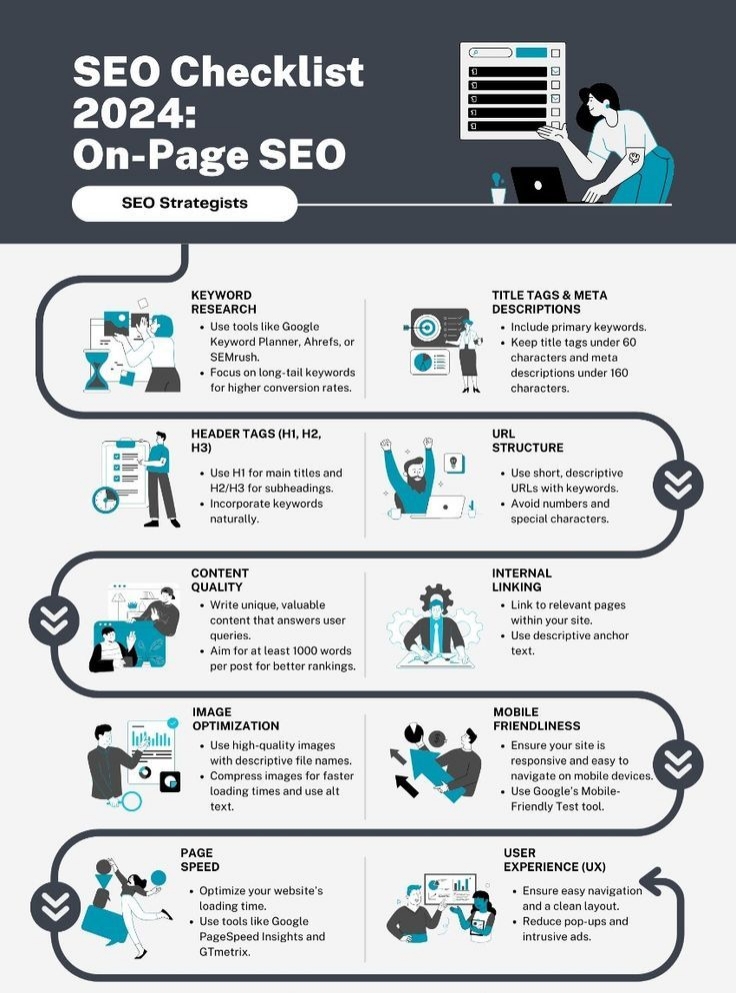 SEO Checklist
2024:
On-Page SEO
SEO Strategists
KEYWORD
RESEARCH
• Use tools like Google
Keyword Planner, Ahrefs, or
SEMrush.
• Focus on long-tail keywords
for higher conversion rates.
TITLE TAGS & META
DESCRIPTIONS
• Include primary keywords.
• Keep title tags under 60
characters and meta
descriptions under 160
characters.
HEADER TAGS (H1, H2,
H3)
• Use H1 for main titles and
H2/H3 for subheadings.
• Incorporate keywords
naturally.
URL
STRUCTURE
• Use short, descriptive
URLs with keywords.
• Avoid numbers and
special characters.
CONTENT
QUALITY
• Write unique, valuable
content that answers user
queries.
• Aim for at least 1000 words
per post for better rankings.
INTERNAL
LINKING
• Link to relevant pages
within your site.
• Use descriptive anchor
text.
IMAGE
OPTIMIZATION
• Use high-quality images
with descriptive file names.
• Compress images for faster
loading times and use alt
text.
MOBILE
FRIENDLINESS
• Ensure your site is
responsive and easy to
navigate on mobile devices.
• Use Google's Mobile-
Friendly Test tool.
PAGE
SPEED
• Optimize your website's
loading time.
• Use tools like Google
PageSpeed Insights and
GTmetrix.
USER
EXPERIENCE (UX)
• Ensure easy navigation
and a clean layout.
• Reduce pop-ups and
intrusive ads.